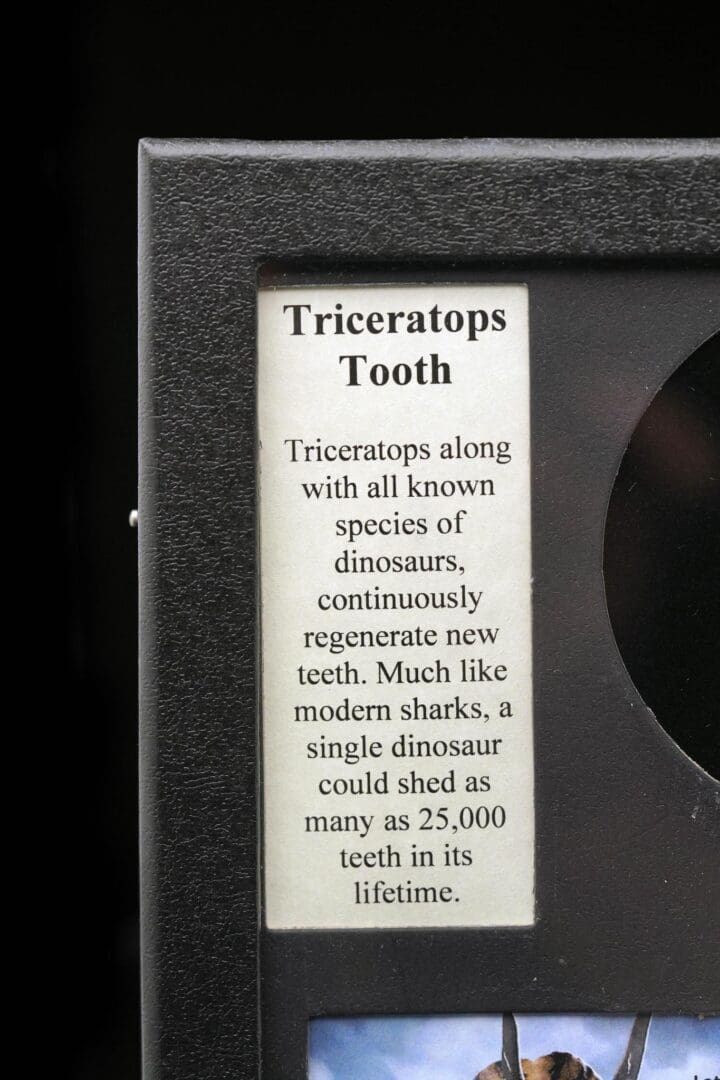 Triceratops
Tooth
Triceratops along
with all known
species of
dinosaurs,
continuously
regenerate new
teeth. Much like
modern sharks, a
single dinosaur
could shed as
many as 25,000
teeth in its
lifetime.